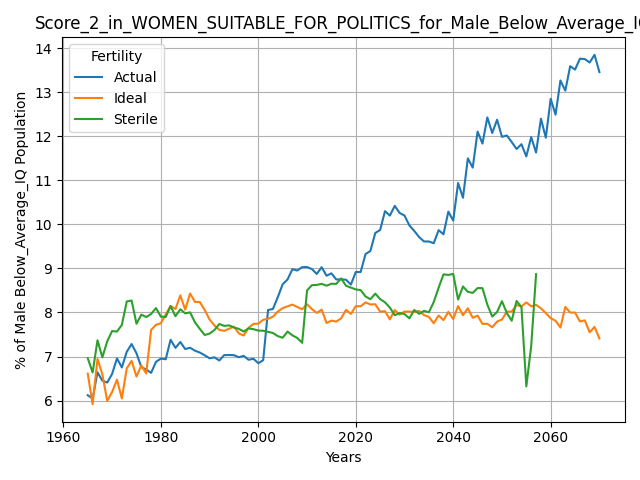 Score_2_in_WOMEN_SUITABLE_FOR_POLITICS_for_Male_Below_Average_I
% of Male Below_Average_IQ Population
14
13
12
11
10
9
8
7
6
Fertility
Actual
Ideal
Sterile
1960
1980
2000
2020
2040
2060
Years